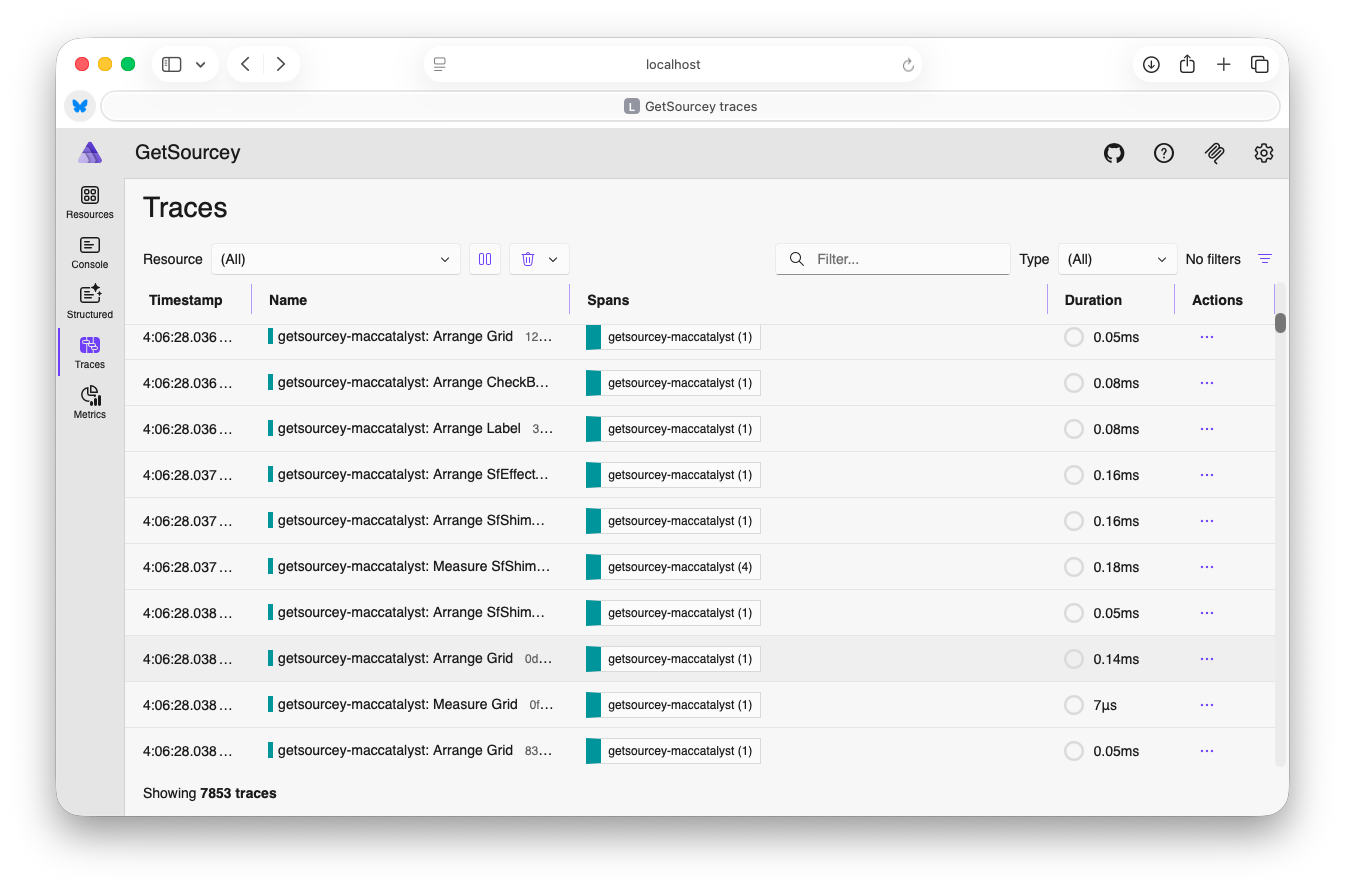 localhost
L GetSourcey traces
GetSourcey
Resources
Console
Structured
Traces
Metrics
Traces
Resource (All) Filter... Type (All) No filters
Timestamp Name Spans Duration Actions
4:06:28.036... getsourcey-maccatalyst: Arrange Grid 12... getsourcey-maccatalyst (1) 0.05ms ...
4:06:28.036... getsourcey-maccatalyst: Arrange CheckB... getsourcey-maccatalyst (1) 0.08ms ...
4:06:28.036... getsourcey-maccatalyst: Arrange Label 3... getsourcey-maccatalyst (1) 0.08ms ...
4:06:28.037... getsourcey-maccatalyst: Arrange SfEffect... getsourcey-maccatalyst (1) 0.16ms ...
4:06:28.037... getsourcey-maccatalyst: Arrange SfShim... getsourcey-maccatalyst (1) 0.16ms ...
4:06:28.037... getsourcey-maccatalyst: Measure SfShim... getsourcey-maccatalyst (4) 0.18ms ...
4:06:28.038... getsourcey-maccatalyst: Arrange SfShim... getsourcey-maccatalyst (1) 0.05ms ...
4:06:28.038... getsourcey-maccatalyst: Arrange Grid 0d... getsourcey-maccatalyst (1) 0.14ms ...
4:06:28.038... getsourcey-maccatalyst: Measure Grid 0f... getsourcey-maccatalyst (1) 7µs ...
4:06:28.038... getsourcey-maccatalyst: Arrange Grid 83... getsourcey-maccatalyst (1) 0.05ms ...
Showing 7853 traces